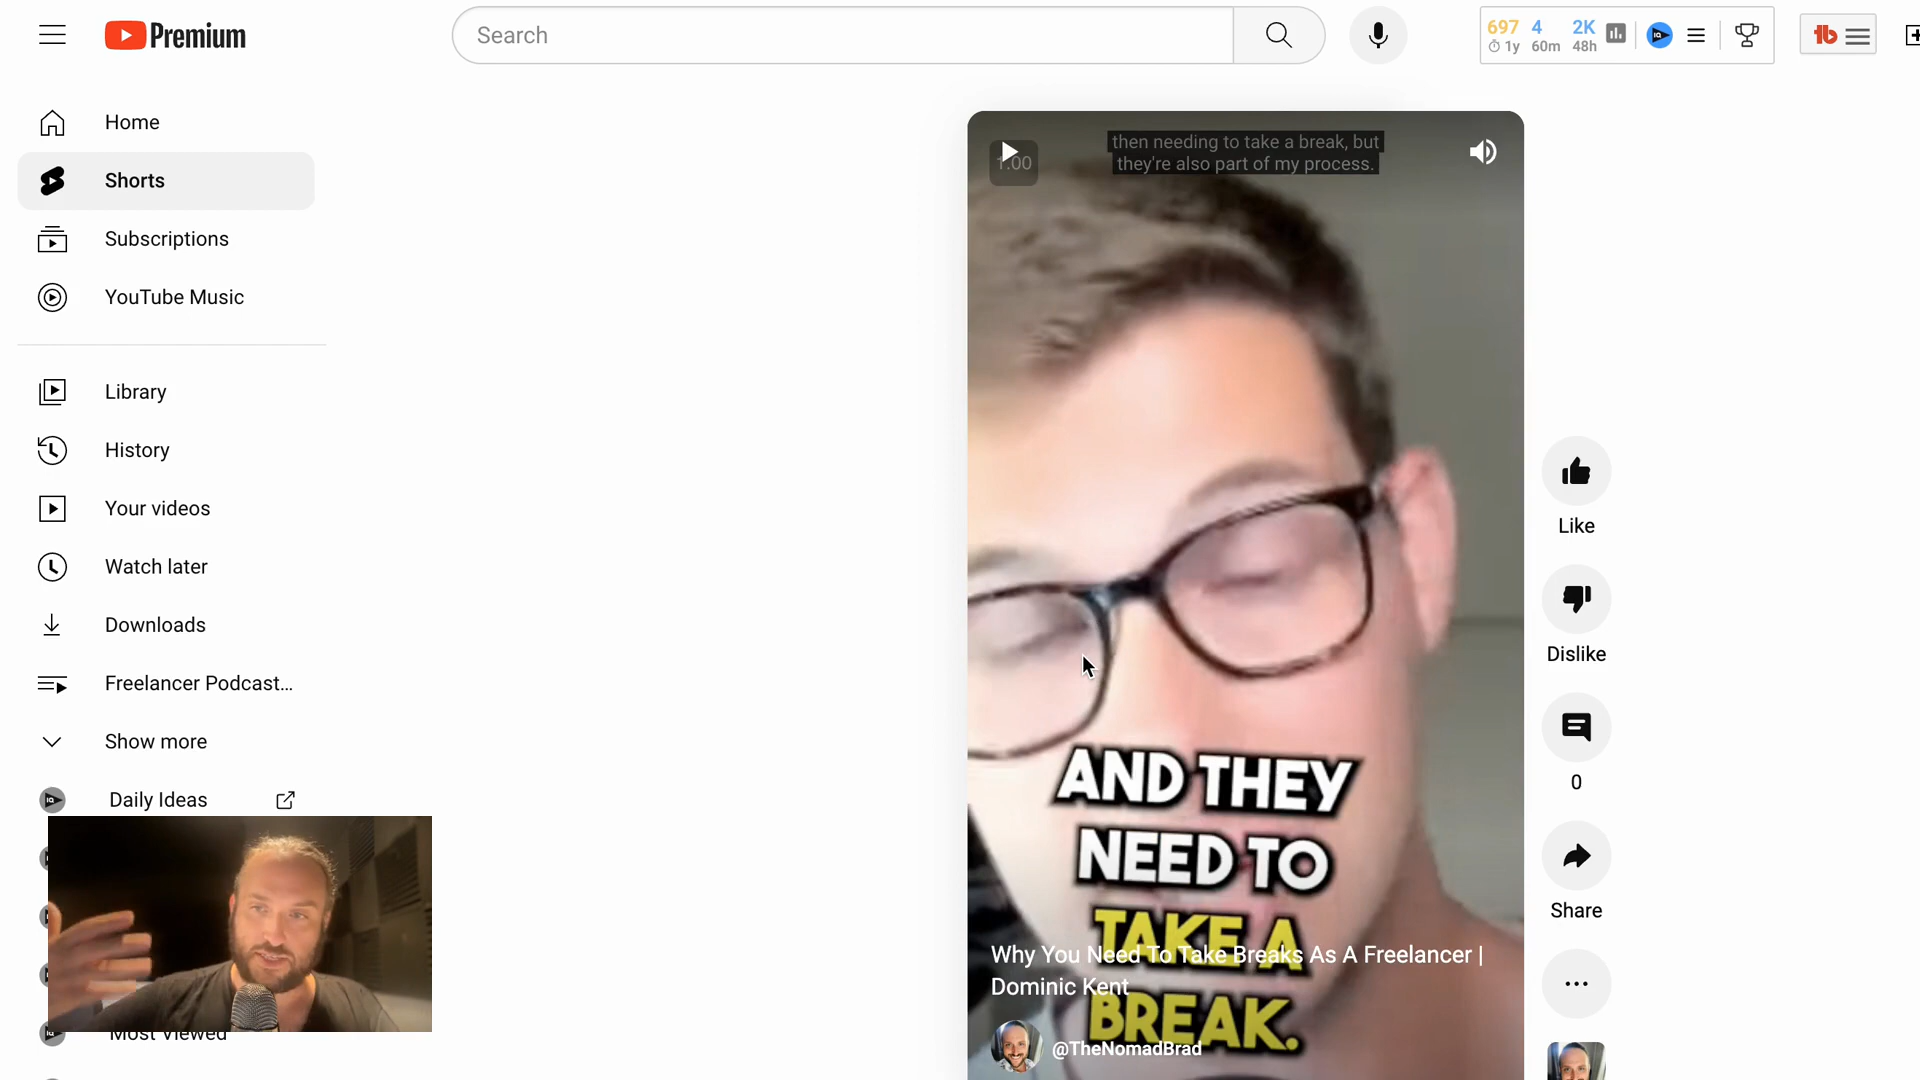 Premium
Search
697 4 2K
1y 60m 48h
Home
Shorts
Subscriptions
YouTube Music
Library
History
Your videos
Watch later
Downloads
Freelancer Podcast...
Show more
Daily Ideas
Most Viewed
1.00
then needing to take a break, but
they're also part of my process.
AND THEY
NEED TO
TAKE A
BREAK.
Why You Need To Take Breaks As A Freelancer |
Dominic Kent
@TheNomadBrad
Like
Dislike
0
Share